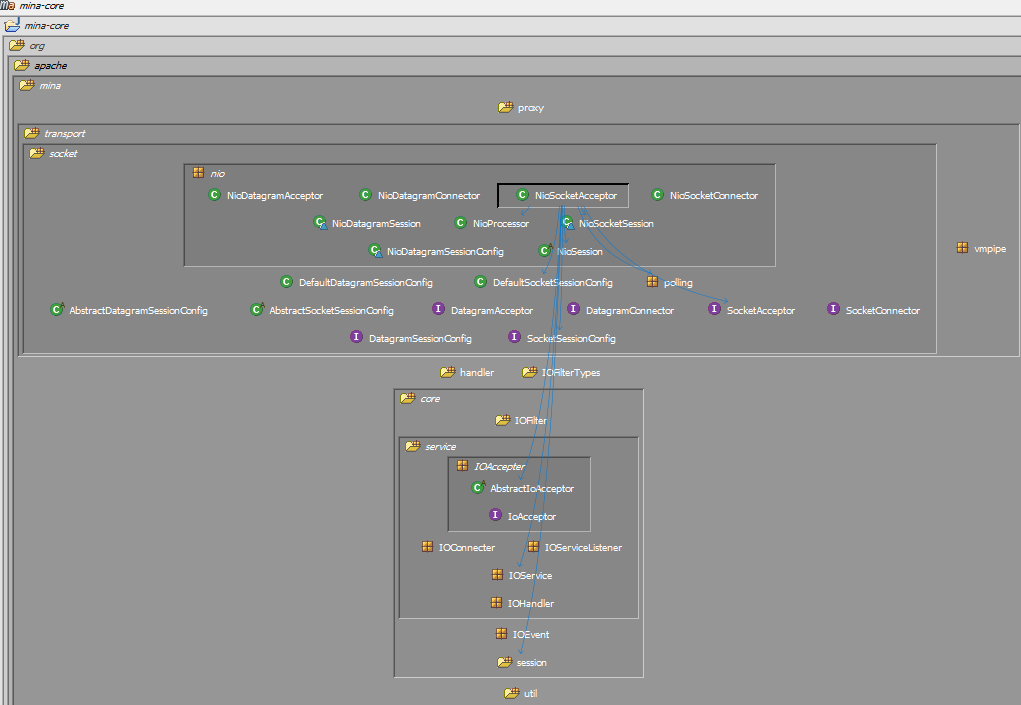 mina-core
mina-core
org
apache
mina
proxy
transport
socket
nio
NioDatagramAcceptor NioDatagramConnector NioSocketAcceptor NioSocketConnector
NioDatagramSession NioProcessor NioSocketSession
NioDatagramSessionConfig NioSession
vmpipe
DefaultDatagramSessionConfig DefaultSocketSessionConfig polling
AbstractDatagramSessionConfig AbstractSocketSessionConfig DatagramAcceptor DatagramConnector SocketAcceptor SocketConnector
DatagramSessionConfig SocketSessionConfig
handler IOFilterTypes
core
IOFilter
service
IOAccepter
AbstractIoAcceptor
IoAcceptor
IOConnecter IOServiceListener
IOService
IOHandler
IOEvent
session
util